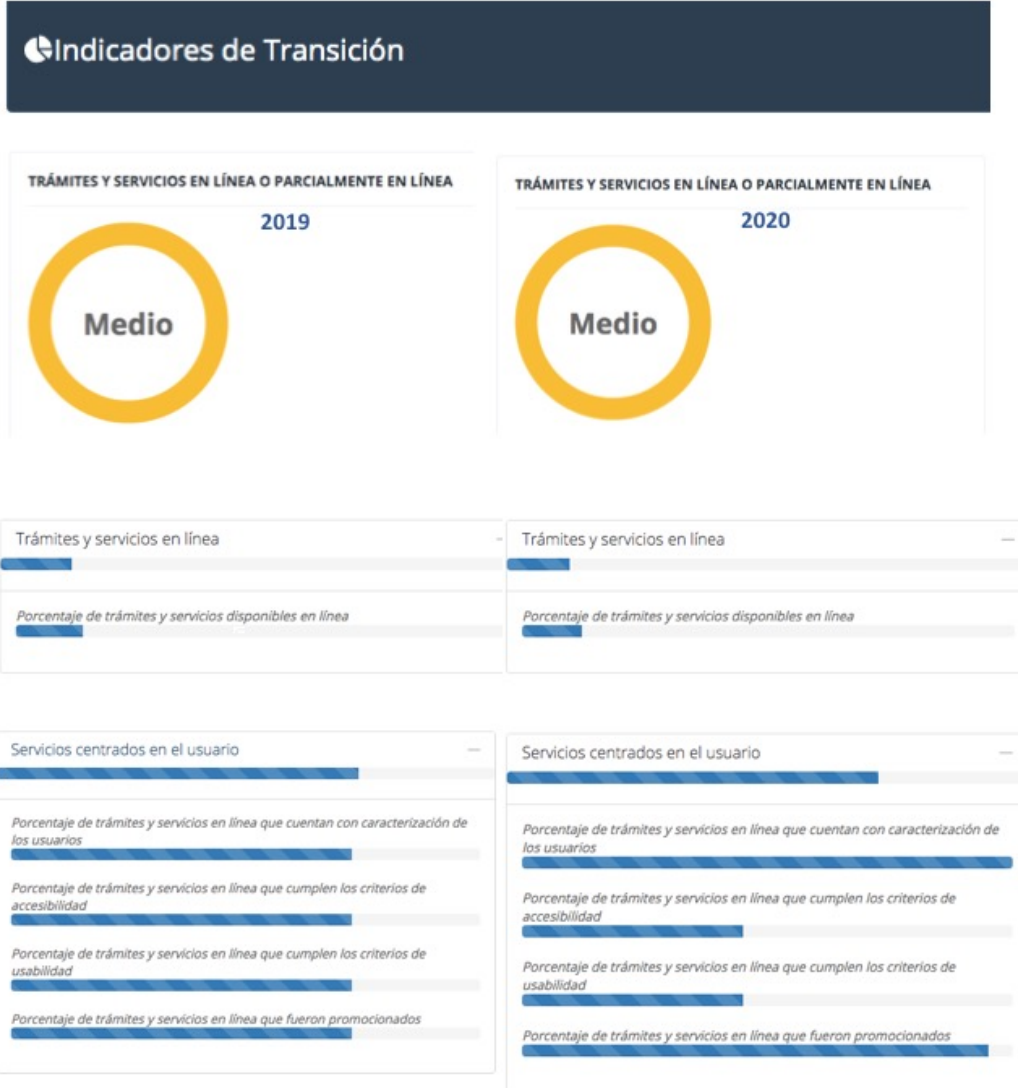 Indicadores de Transición
TRÁMITES Y SERVICIOS EN LÍNEA O PARCIALMENTE EN LÍNEA
2019
Medio
TRÁMITES Y SERVICIOS EN LÍNEA O PARCIALMENTE EN LÍNEA
2020
Medio
Trámites y servicios en línea
Porcentaje de trámites y servicios disponibles en línea
Trámites y servicios en línea
Porcentaje de trámites y servicios disponibles en línea
Servicios centrados en el usuario
Porcentaje de trámites y servicios en línea que cuentan con caracterización de
los usuarios
Porcentaje de trámites y servicios en línea que cumplen los criterios de
accesibilidad
Porcentaje de trámites y servicios en línea que cumplen los criterios de
usabilidad
Porcentaje de trámites y servicios en línea que fueron promocionados
Servicios centrados en el usuario
Porcentaje de trámites y servicios en línea que cuentan con caracterización de
los usuarios
Porcentaje de trámites y servicios en línea que cumplen los criterios de
accesibilidad
Porcentaje de trámites y servicios en línea que cumplen los criterios de
usabilidad
Porcentaje de trámites y servicios en línea que fueron promocionados